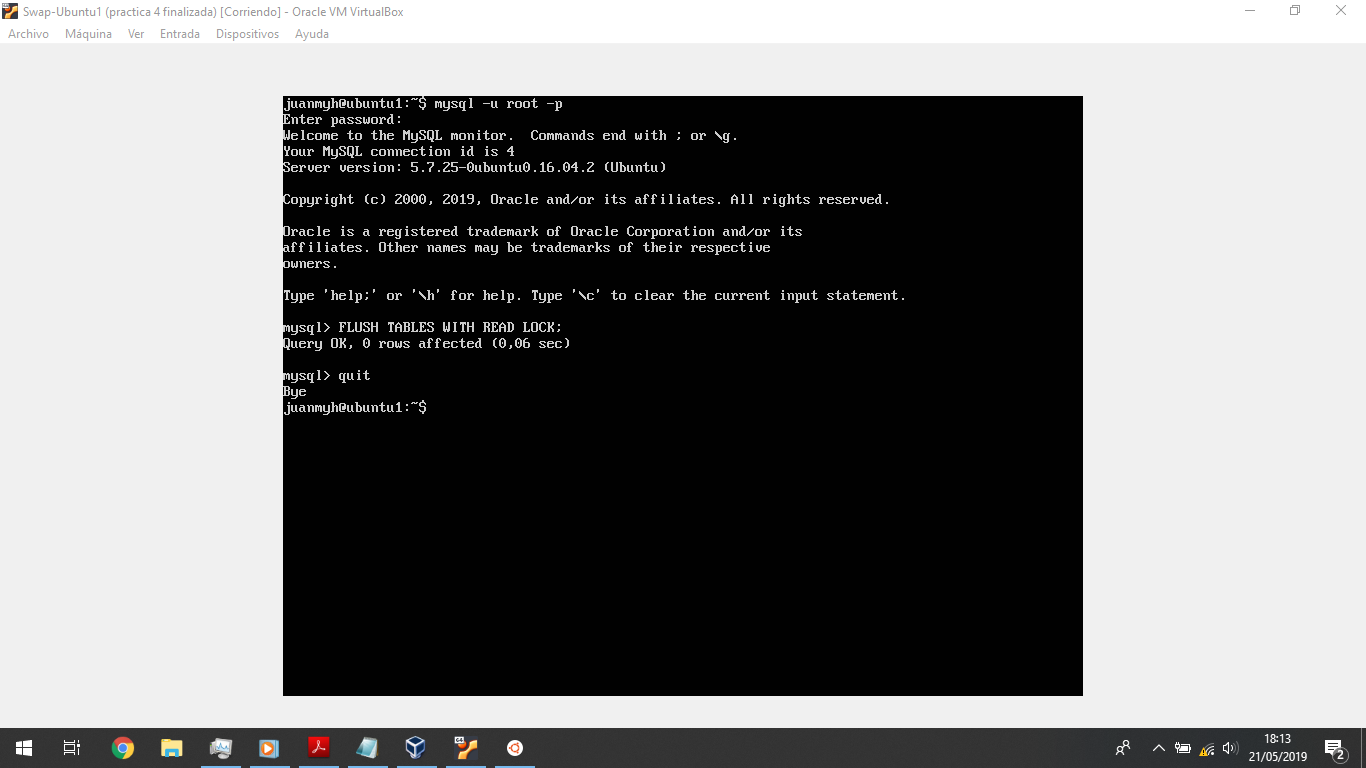 Swap-Ubuntu1 (practica 4 finalizada) [Corriendo] - Oracle VM VirtualBox
Archivo Máquina Ver Entrada Dispositivos Ayuda
juanmyh@ubuntu1:~$ mysql -u root -p
Enter password:
Welcome to the MySQL monitor.  Commands end with ; or \g.
Your MySQL connection id is 4
Server version: 5.7.25-0ubuntu0.16.04.2 (Ubuntu)
Copyright (c) 2000, 2019, Oracle and/or its affiliates. All rights reserved.
Oracle is a registered trademark of Oracle Corporation and/or its
affiliates. Other names may be trademarks of their respective
owners.
Type 'help;' or '\h' for help. Type '\c' to clear the current input statement.
mysql> FLUSH TABLES WITH READ LOCK;
Query OK, 0 rows affected (0,06 sec)
mysql> quit
Bye
juanmyh@ubuntu1:~$
18:13
21/05/2019
2